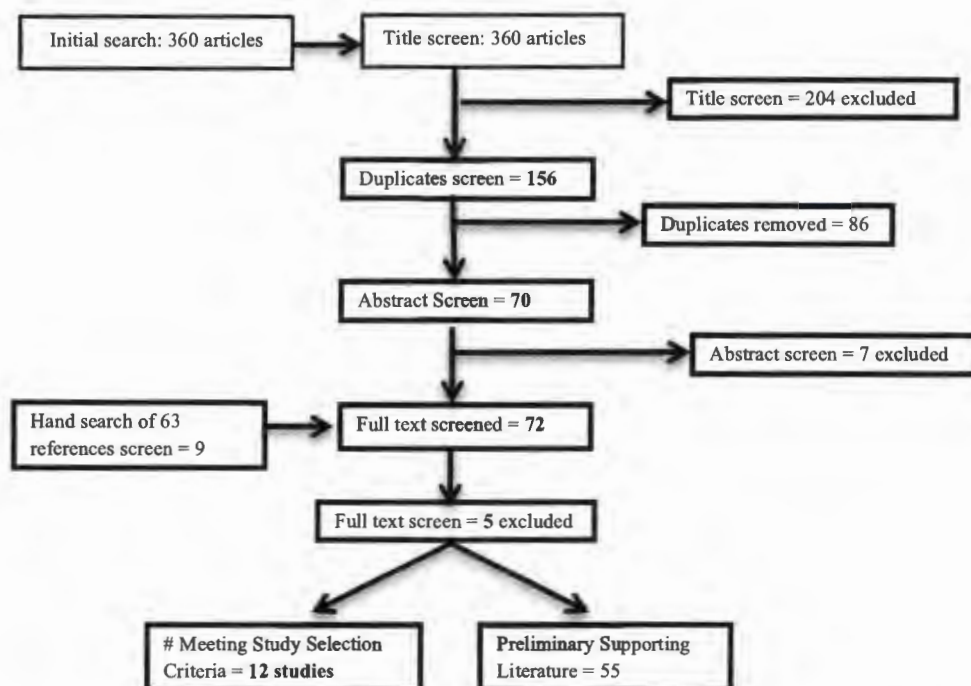 Initial search: 360 articles
Title screen: 360 articles
Title screen = 204 excluded
Duplicates screen = 156
Duplicates removed = 86
Abstract Screen = 70
Abstract screen = 7 excluded
Hand search of 63
references screen = 9
Full text screened = 72
Full text screen = 5 excluded
# Meeting Study Selection
Criteria = 12 studies
Preliminary Supporting
Literature = 55